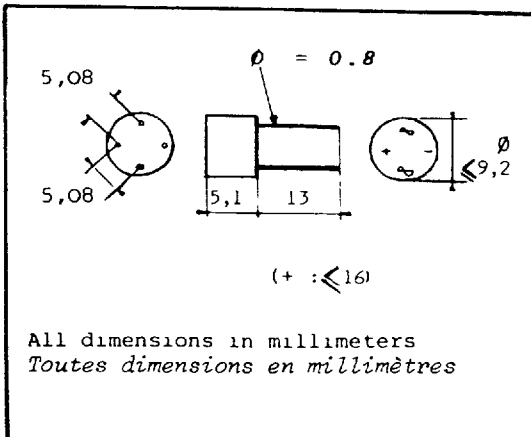 ø = 0.8
5,08
5,08
+ ~ - ~
ø
⩽9,2
5,1 13
(+ :⩽16)
All dimensions in millimeters
Toutes dimensions en millimètres